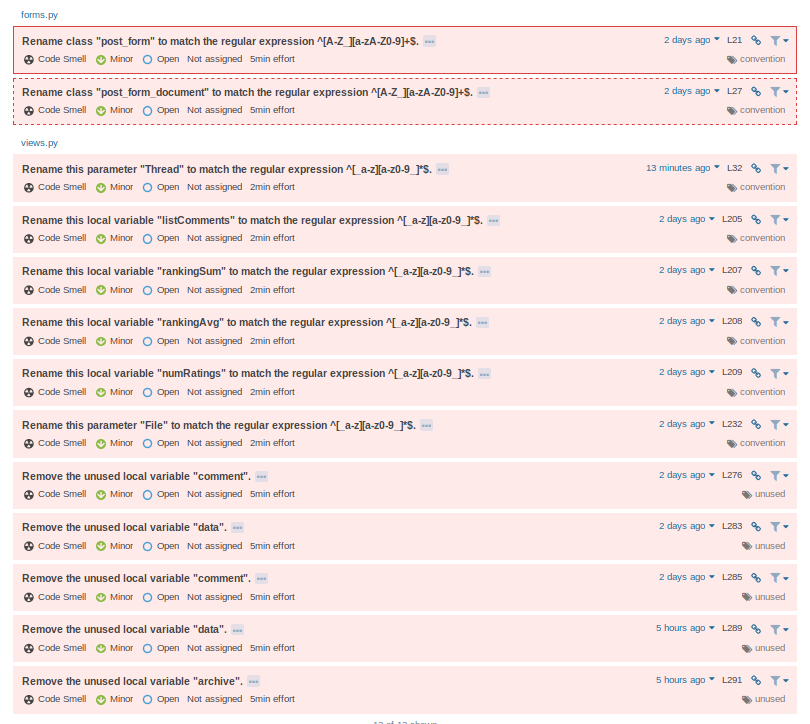 forms.py
Rename class "post_form" to match the regular expression ^[A-Z_][a-zA-Z0-9]+$. 2 days ago L21
Code Smell Minor Open Not assigned 5min effort convention
Rename class "post_form_document" to match the regular expression ^[A-Z_][a-zA-Z0-9]+$. 2 days ago L27
Code Smell Minor Open Not assigned 5min effort convention
views.py
Rename this parameter "Thread" to match the regular expression ^[_a-z][a-z0-9_]*$. 13 minutes ago L32
Code Smell Minor Open Not assigned 2min effort convention
Rename this local variable "listComments" to match the regular expression ^[_a-z][a-z0-9_]*$. 2 days ago L205
Code Smell Minor Open Not assigned 2min effort convention
Rename this local variable "rankingSum" to match the regular expression ^[_a-z][a-z0-9_]*$. 2 days ago L207
Code Smell Minor Open Not assigned 2min effort convention
Rename this local variable "rankingAvg" to match the regular expression ^[_a-z][a-z0-9_]*$. 2 days ago L208
Code Smell Minor Open Not assigned 2min effort convention
Rename this local variable "numRatings" to match the regular expression ^[_a-z][a-z0-9_]*$. 2 days ago L209
Code Smell Minor Open Not assigned 2min effort convention
Rename this parameter "File" to match the regular expression ^[_a-z][a-z0-9_]*$. 2 days ago L232
Code Smell Minor Open Not assigned 2min effort convention
Remove the unused local variable "comment". 2 days ago L276
Code Smell Minor Open Not assigned 5min effort unused
Remove the unused local variable "data". 2 days ago L283
Code Smell Minor Open Not assigned 5min effort unused
Remove the unused local variable "comment". 2 days ago L285
Code Smell Minor Open Not assigned 5min effort unused
Remove the unused local variable "data". 5 hours ago L289
Code Smell Minor Open Not assigned 5min effort unused
Remove the unused local variable "archive". 5 hours ago L291
Code Smell Minor Open Not assigned 5min effort unused